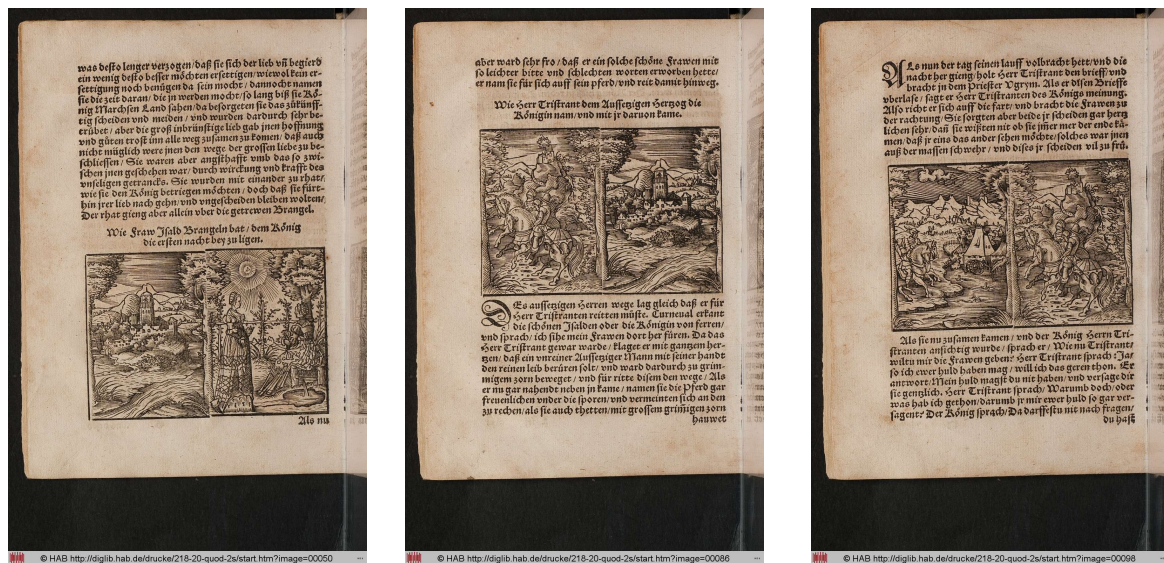 was desto lenger verzogen/daß sie sich der lieb vñ begierd
ein wenig desto besser möchten ersettigen/wiewol kein er-
settigung noch benügen da sein mocht/dannocht namen
sie die zeit daran/die jn werden mocht/so lang biß sie Kö-
nig Marchsen Land sahen/da besorgeten sie das zukünff-
tig scheiden vnd meiden/vnd wurden dardurch sehr be-
trübet/aber die groß inbrünstige lieb gab jnen hoffnung
vnd gůten trost inn alle weg zusamen zu komen/daß auch
nicht müglich were jnen den wege der grossen liebe zu be-
schliessen/Sie waren aber angsthafft vmb das so zwi-
schen jnen geschehen war/durch würckung vnd krafft des
vnseligen getrancks. Sie wurden mit einander zu rhat/
wie sie den König betriegen möchten/doch daß sie fürt-
hin jrer lieb nach gehn/vnd vngescheiden bleiben wolten/
Der rhat gieng aber allein vber die getrewen Brangel.
Wie Fraw Isald Brangeln bat/dem König
die ersten nacht bey zu ligen.
Als nu
© HAB http://diglib.hab.de/drucke/218-20-quod-2s/start.htm?image=00050
aber ward sehr fro/daß er ein solche schöne Frawen mit
so leichter bitte vnd schlechten worten erworben hette/
er nam sie für sich auff sein pferd/vnd reit damit hinweg.
Wie Herr Tristrant dem Aussetzigen Hertzog die
Königin nam/vnd mit jr daruon kame.
DEs aussetzigen Herren wege lag gleich daß er für
Herr Tristranten reitten müste. Curneual erkant
die schönen Isalden oder die Königin von ferren/
vnd sprach/ich sihe mein Frawen dort her füren. Da das
Herr Tristrant gewar warde/klaget er mit gantzem her-
tzen/daß ein vnreiner Aussetziger Mann mit seiner handt
den reinen leib berüren solt/vnd ward dardurch zu grim-
migem zorn beweget/vnd für ritte disem den wege/Als
er nu gar nahendt neben jn kame/namen sie die Pferd gar
freuenlichen vnder die sporen/vnd vermeinten sich an den
zu rechen/als sie auch thetten/mit grossen grim̃igen zorn
hauwet
© HAB http://diglib.hab.de/drucke/218-20-quod-2s/start.htm?image=00086
ALs nun der tag seinen lauff volbracht hett/vnd die
nacht her gieng/holt Herr Tristrant den brieff/vnd
bracht in dem Priester Vgrym. Als er disen Brieffe
vberlase/sagt er Herr Tristranten des Königs meinung.
Also richt er sich auff die fart/vnd bracht die Frawen zu
der rachtung/Sie sorgten aber beide jr scheiden gar hertz
lichen sehr/dañ sie wißten nit ob sie jm̃er mer der ende kä-
men/daß jr eins das ander sehen möchte/solches war jnen
auß der massen schwehr/vnd dises jr scheiden vil zu frü.
Als sie nu zusamen kamen/vnd der König Herrn Tri-
stranten ansichtig wurde/sprach er/Wie nu Tristrant/
wiltu mir die Frawen geben? Herr Tristrant sprach: Ja/
so ich ewer huld haben mag/will ich das geren thon. Er
antwort/Mein huld magst du nit haben/vnd versage dir
sie gentzlich. Herr Tristrant sprach/Warumb doch/oder
was hab ich gethon/darumb jr mir ewer huld so gar ver-
sagent? Der König sprach/Da darffestu nit nach fragen/
du hast
© HAB http://diglib.hab.de/drucke/218-20-quod-2s/start.htm?image=00098